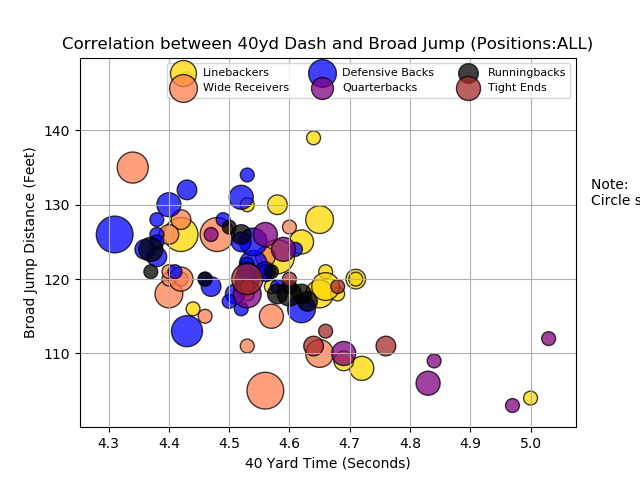 Correlation between 40yd Dash and Broad Jump (Positions:ALL)
Linebackers
Wide Receivers
Defensive Backs
Quarterbacks
Runningbacks
Tight Ends
Note:
Circle s
Broad Jump Distance (Feet)
140
130
120
110
4.3 4.4 4.5 4.6 4.7 4.8 4.9 5.0
40 Yard Time (Seconds)